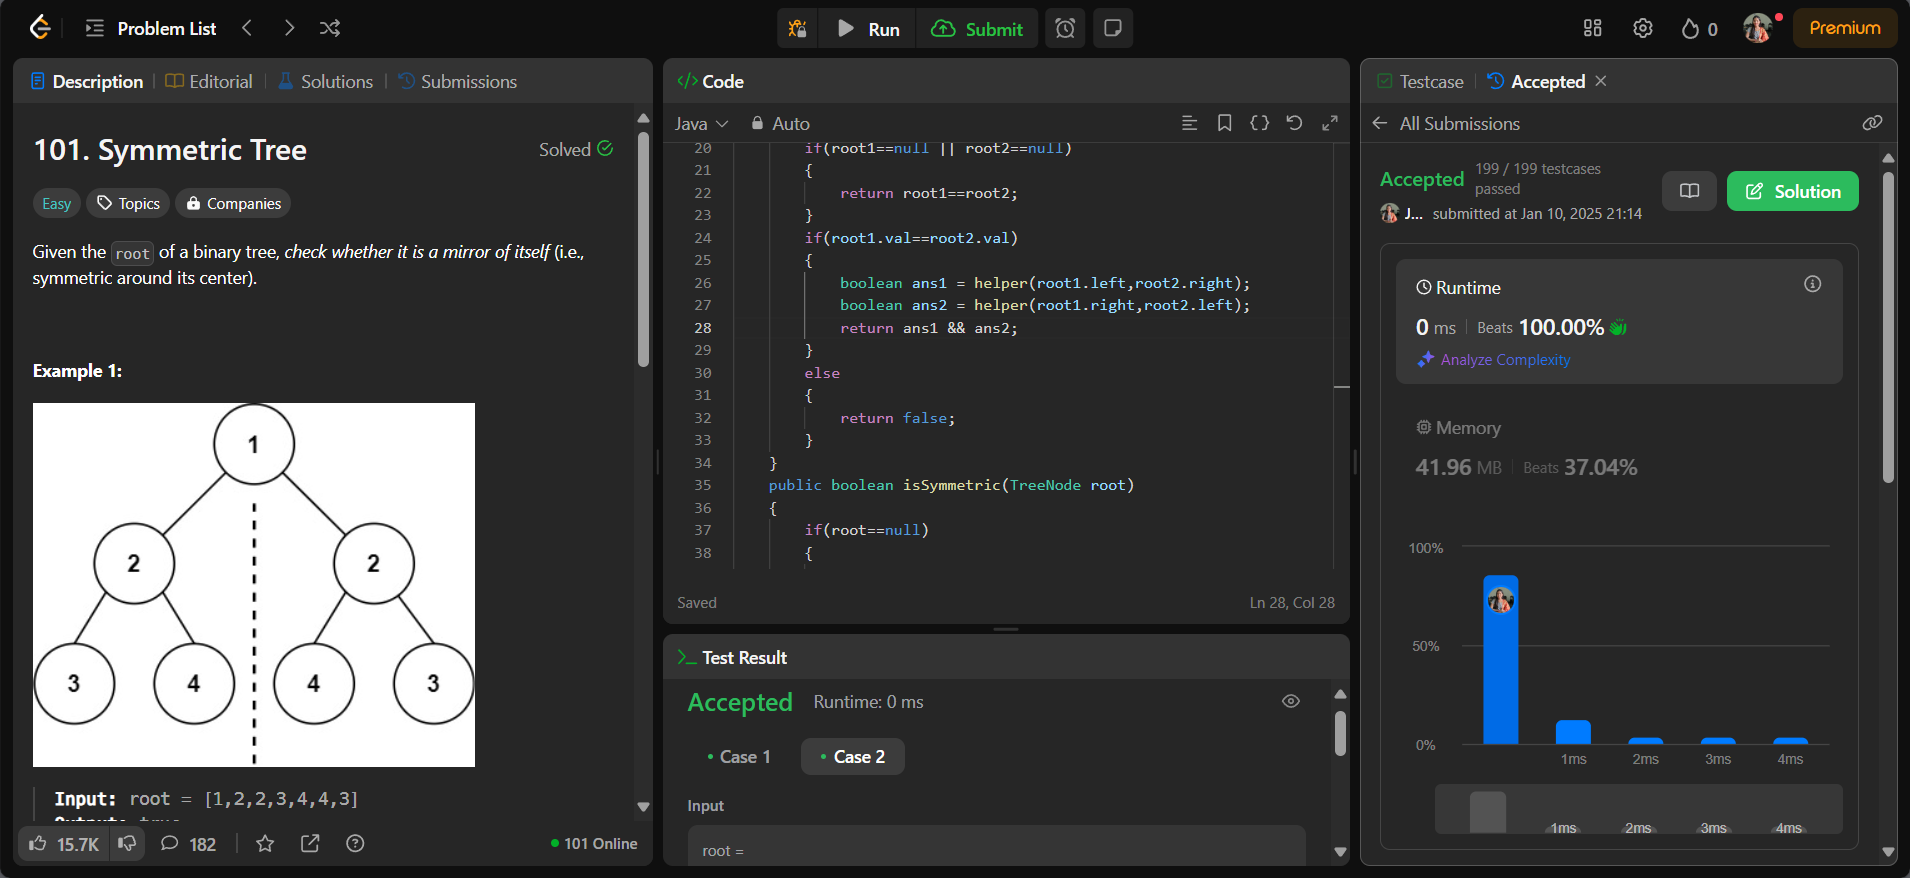 Problem List
Run
Submit
0
Premium
Description
Editorial
Solutions
Submissions
101. Symmetric Tree
Solved
Easy
Topics
Companies
Given the root of a binary tree, check whether it is a mirror of itself (i.e.,
symmetric around its center).
Example 1:
1
2
2
3
4
4
3
Input: root = [1,2,2,3,4,4,3]
15.7K
182
101 Online
</> Code
Java
Auto
20 if(root1==null || root2==null)
21 {
22 return root1==root2;
23 }
24 if(root1.val==root2.val)
25 {
26 boolean ans1 = helper(root1.left,root2.right);
27 boolean ans2 = helper(root1.right,root2.left);
28 return ans1 && ans2;
29 }
30 else
31 {
32 return false;
33 }
34 }
35 public boolean isSymmetric(TreeNode root)
36 {
37 if(root==null)
38 {
Saved
Ln 28, Col 28
Test Result
Accepted
Runtime: 0 ms
Case 1
Case 2
Input
root =
Testcase
Accepted
All Submissions
Accepted
199 / 199 testcases
passed
J... submitted at Jan 10, 2025 21:14
Solution
Runtime
0 ms
Beats 100.00%
Analyze Complexity
Memory
41.96 MB
Beats 37.04%
100%
50%
0%
1ms
2ms
3ms
4ms
1ms
2ms
3ms
4ms